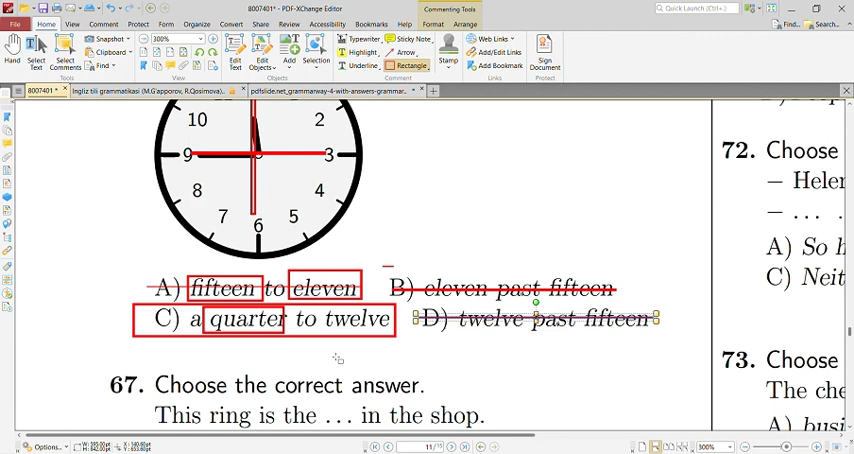 8007401* - PDF-XChange Editor
Commenting Tools
Quick Launch (Ctrl+.)
File Home View Comment Protect Form Organize Convert Share Review Accessibility Bookmarks Help Format Arrange
Find... Search...
Hand Select Text Select Comments Snapshot Clipboard Find 300% Edit Text Edit Objects Add Selection Typewriter Highlight Underline Sticky Note Arrow Rectangle Stamp Web Links Add/Edit Links Add Bookmark Sign Document
Tools View Objects Comment Links Protect
8007401 * Ingliz tili grammatikasi (M.G'apporov, R.Qosimova) pdfslide.net_grammarway-4-with-answers-grammar... *
10 2
9 3
8 4
7 6 5
A) fifteen to eleven B) eleven past fifteen
C) a quarter to twelve D) twelve past fifteen
67. Choose the correct answer.
This ring is the ... in the shop.
72. Choose
– Helen
– ... .
A) So h
C) Neit
73. Choose
The che
A) busi
Options... 11/15 300%